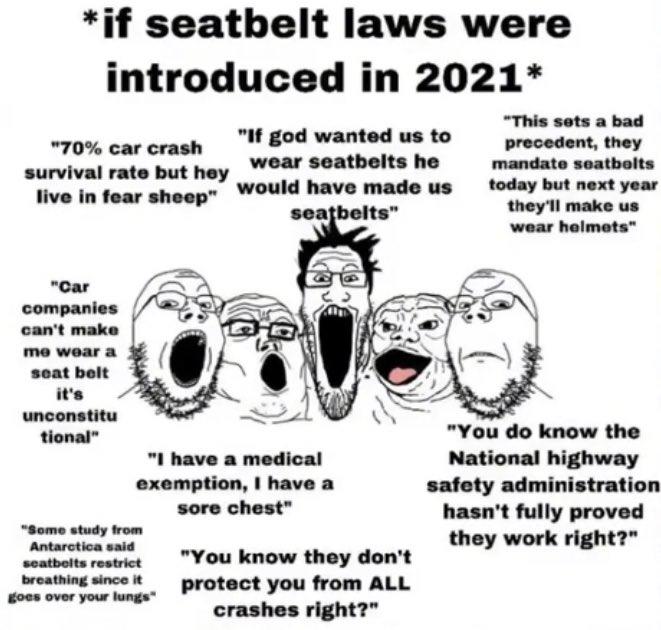 *if seatbelt laws were
introduced in 2021*
"70% car crash
survival rate but hey
live in fear sheep"
"If god wanted us to
wear seatbelts he
would have made us
seatbelts"
"This sets a bad
precedent, they
mandate seatbelts
today but next year
they'll make us
wear helmets"
"Car
companies
can't make
me wear a
seat belt
it's
unconstitu
tional"
"I have a medical
exemption, I have a
sore chest"
"You do know the
National highway
safety administration
hasn't fully proved
they work right?"
"Some study from
Antarctica said
seatbelts restrict
breathing since it
goes over your lungs"
"You know they don't
protect you from ALL
crashes right?"